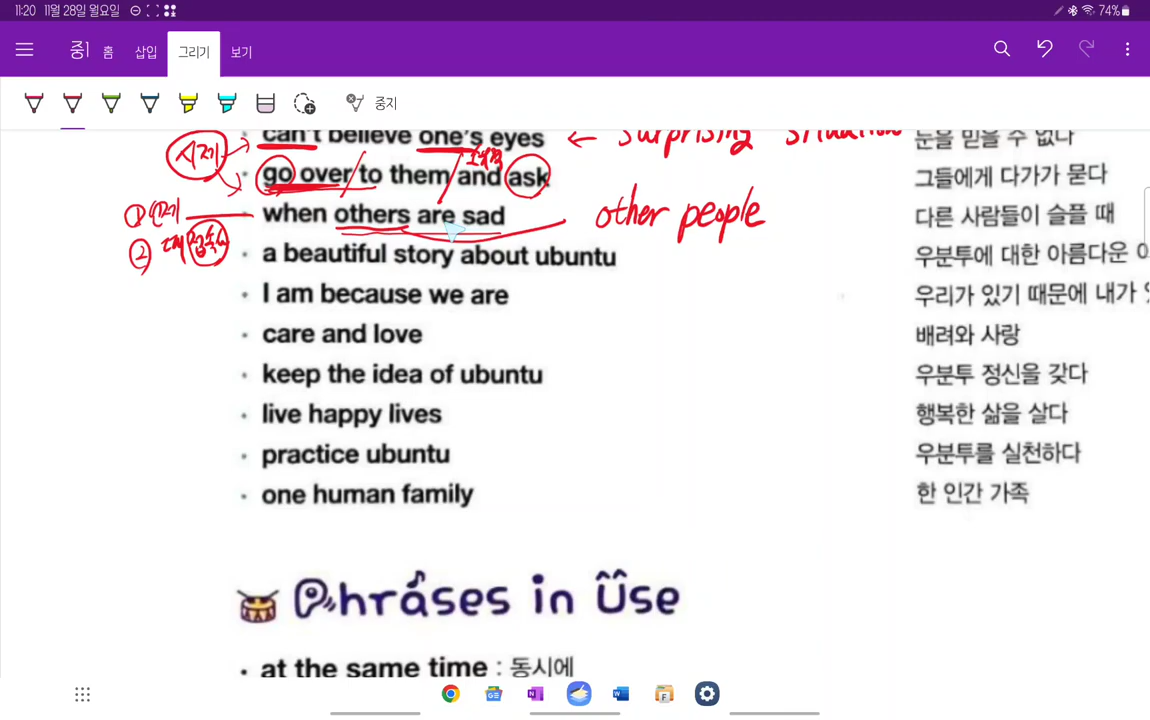 11:20 11월 28일 월요일 74%
중1 홈 삽입 그리기 보기
중지
can't believe one's eyes ← surprising situation 눈을 믿을 수 없다
시제
go over to them and ask 그들에게 다가가 묻다
① 언제
when others are sad other people 다른 사람들이 슬플 때
② 접속사
a beautiful story about ubuntu 우분투에 대한 아름다운
I am because we are 우리가 있기 때문에 내가
care and love 배려와 사랑
keep the idea of ubuntu 우분투 정신을 갖다
live happy lives 행복한 삶을 살다
practice ubuntu 우분투를 실천하다
one human family 한 인간 가족
Phrases in Use
at the same time : 동시에